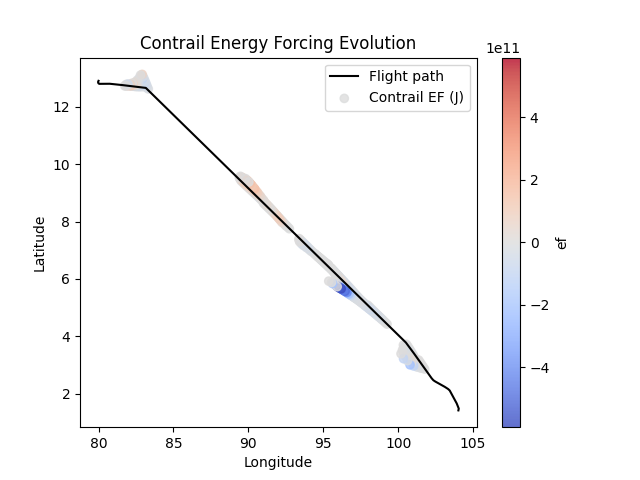 Contrail Energy Forcing Evolution
1e11
Flight path
Contrail EF (J)
12
10
8
6
4
2
Latitude
80
85
90
95
100
105
Longitude
4
2
0
−2
−4
ef